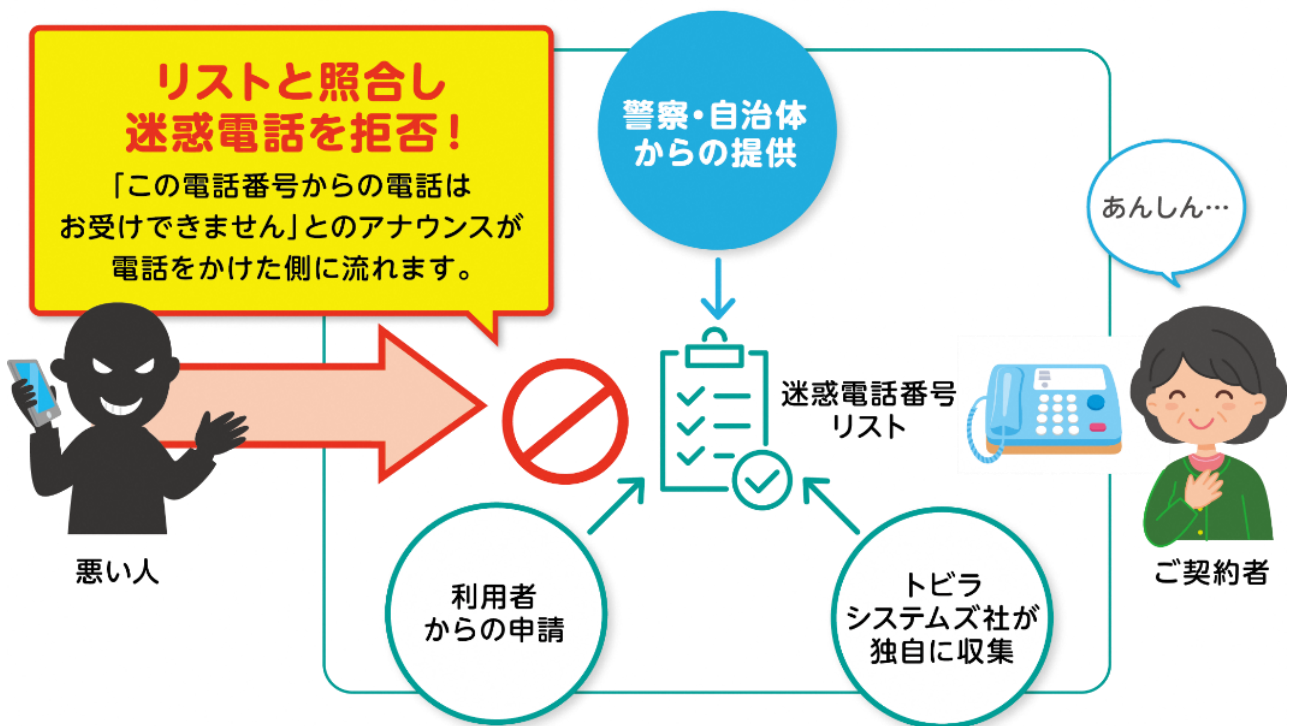 リストと照合し
迷惑電話を拒否！
「この電話番号からの電話は
お受けできません」とのアナウンスが
電話をかけた側に流れます。
警察・自治体
からの提供
あんしん…
迷惑電話番号
リスト
悪い人
ご契約者
利用者
からの申請
トビラ
システムズ社が
独自に収集